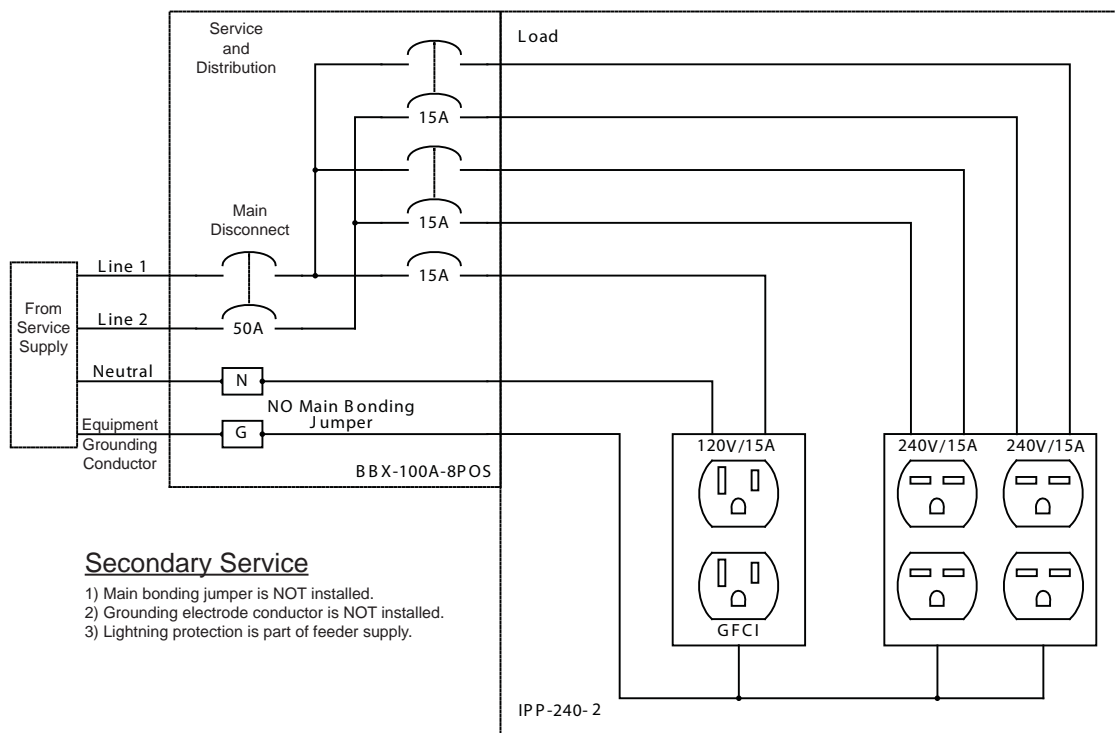 Service
and
Distribution
Load
15A
15A
Main
Disconnect
Line 1
15A
From
Service
Supply
Line 2
50A
Neutral
N
NO Main Bonding
Jumper
Equipment
Grounding
Conductor
G
BBX-100A-8POS
120V/15A
240V/15A
240V/15A
GFCI
Secondary Service
1) Main bonding jumper is NOT installed.
2) Grounding electrode conductor is NOT installed.
3) Lightning protection is part of feeder supply.
IPP-240-2